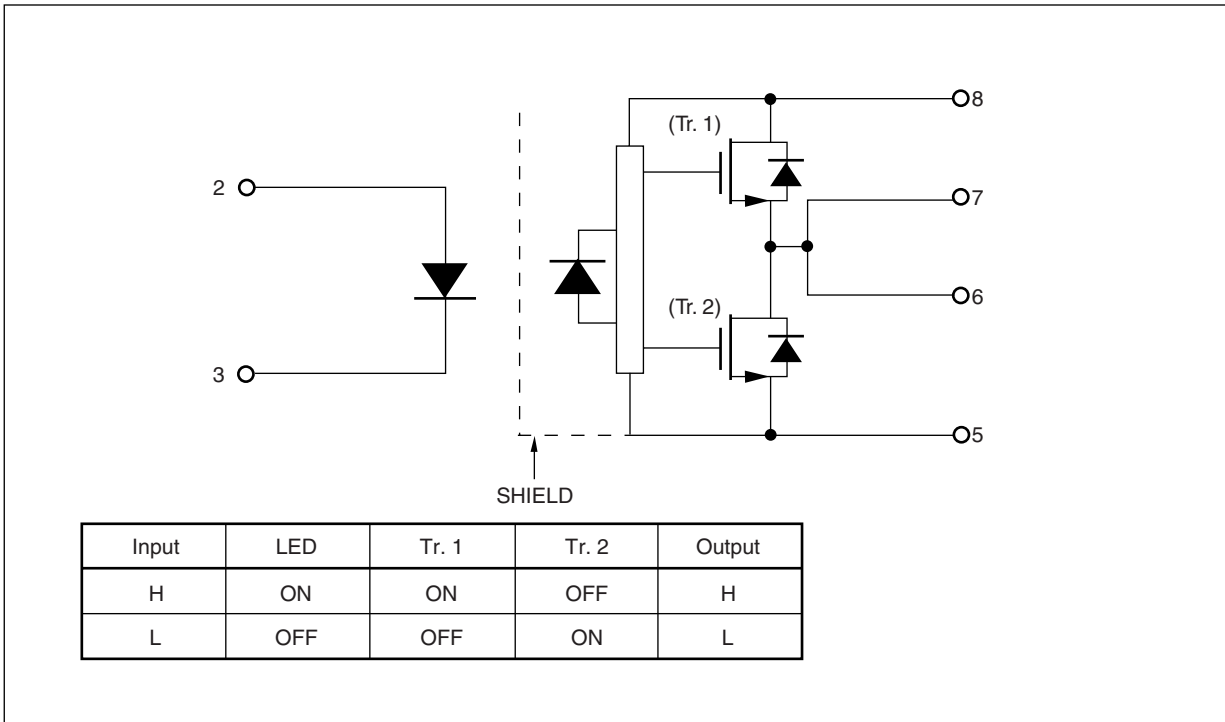 8
(Tr. 1)
2
7
6
(Tr. 2)
3
5
SHIELD
Input LED Tr. 1 Tr. 2 Output
H ON ON OFF H
L OFF OFF ON L